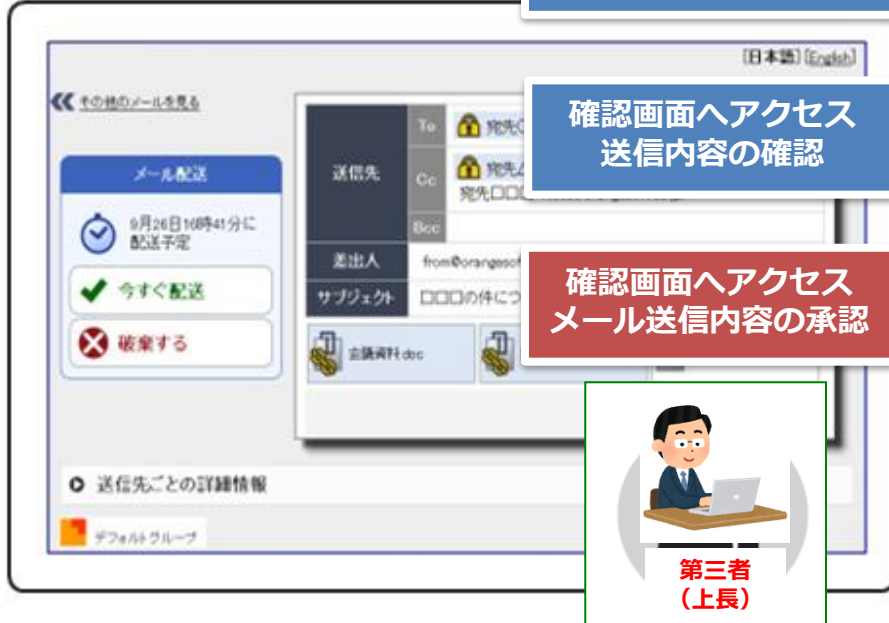 [日本語] [English]
その他のメールを見る
メール配送
9月26日16時41分に
配送予定
今すぐ配送
破棄する
送信先
To
宛先
Cc
宛先
宛先□□
Bcc
差出人
from@orangesof
サブジェクト
□□□の件につ
会議資料.doc
確認画面へアクセス
送信内容の確認
確認画面へアクセス
メール送信内容の承認
第三者
（上長）
送信先ごとの詳細情報
デフォルトグループ